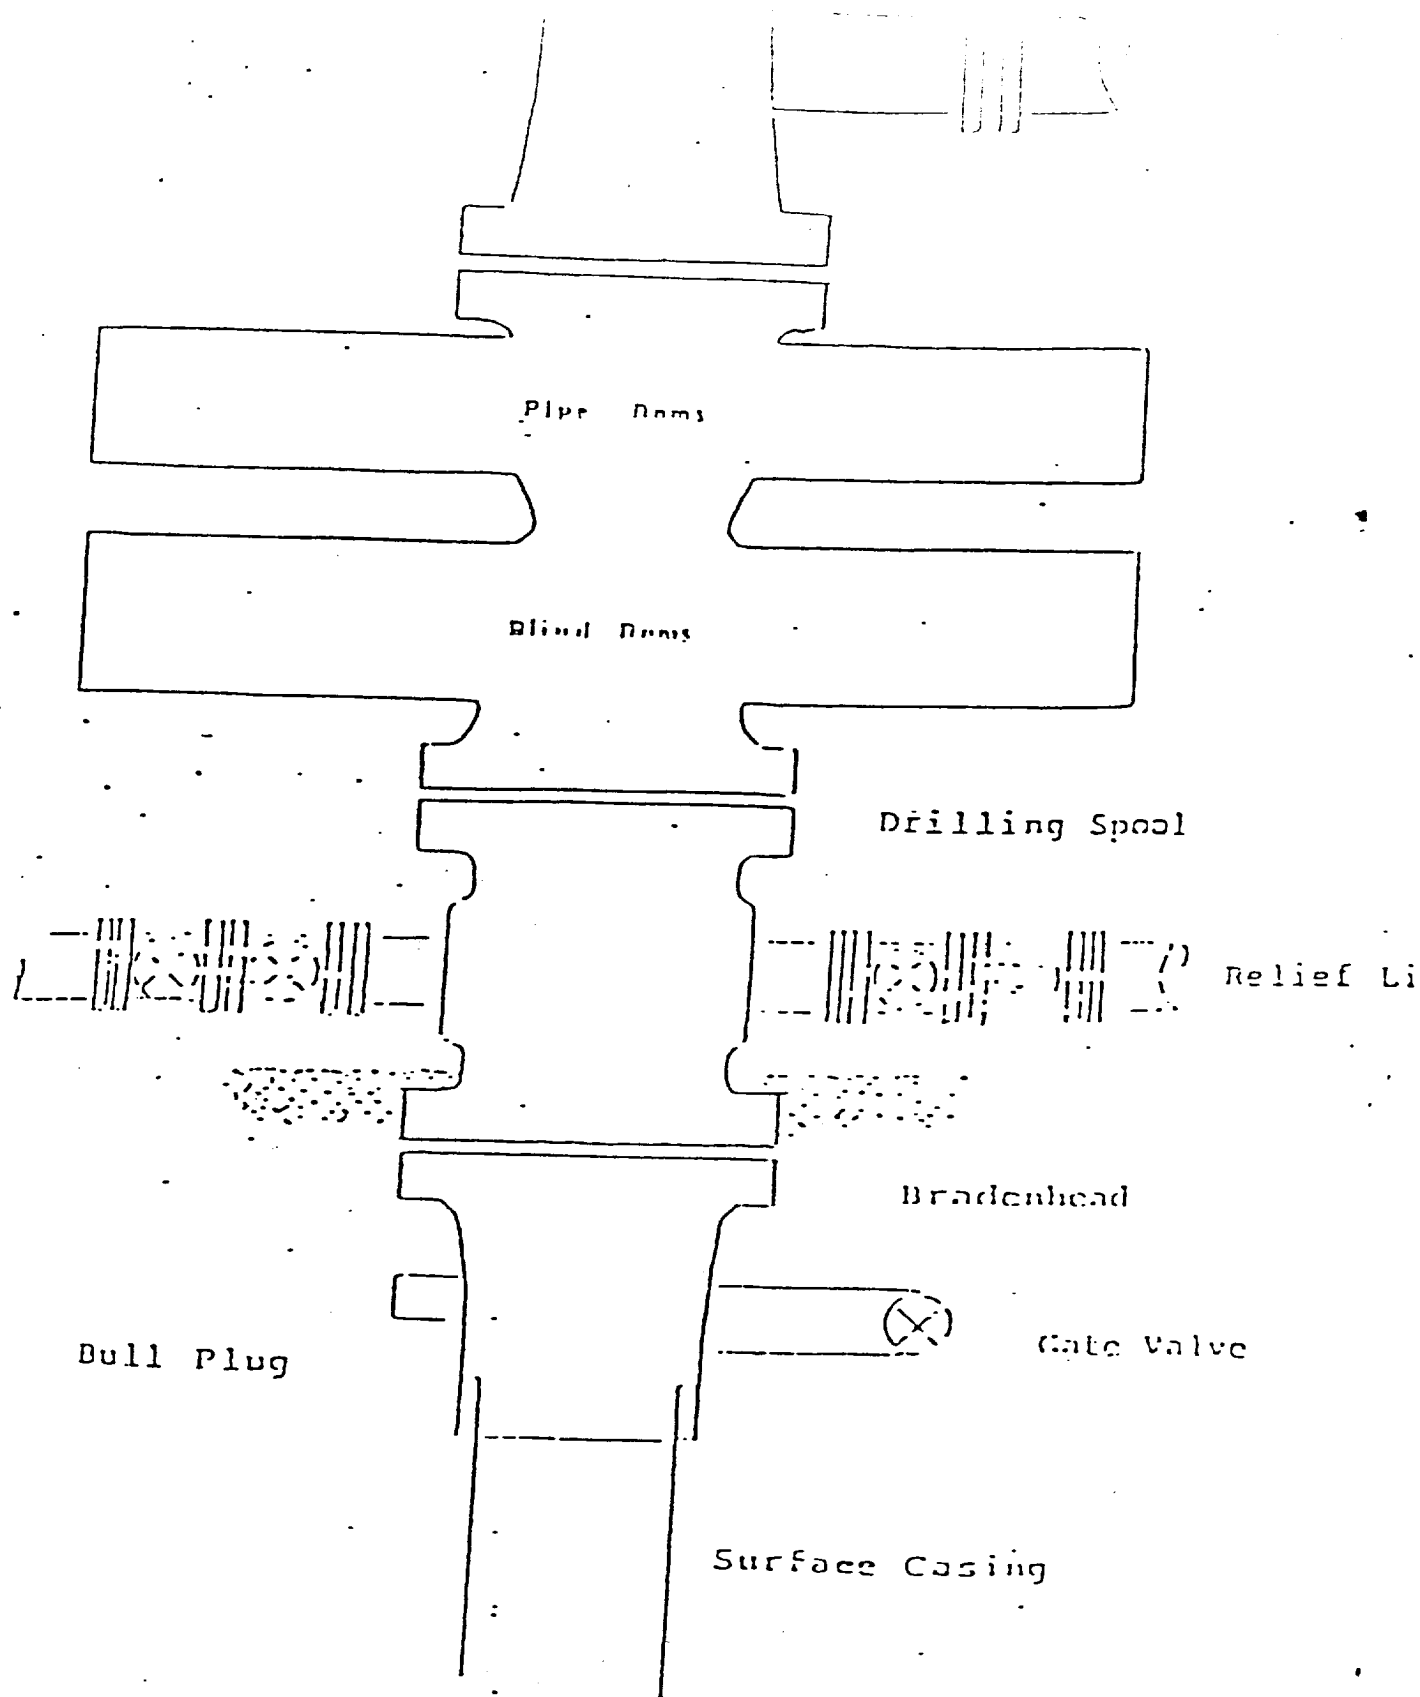 Pipe Rams
Blind Rams
Drilling Spool
Relief Li
Bradenhead
Bull Plug
Gate Valve
Surface Casing